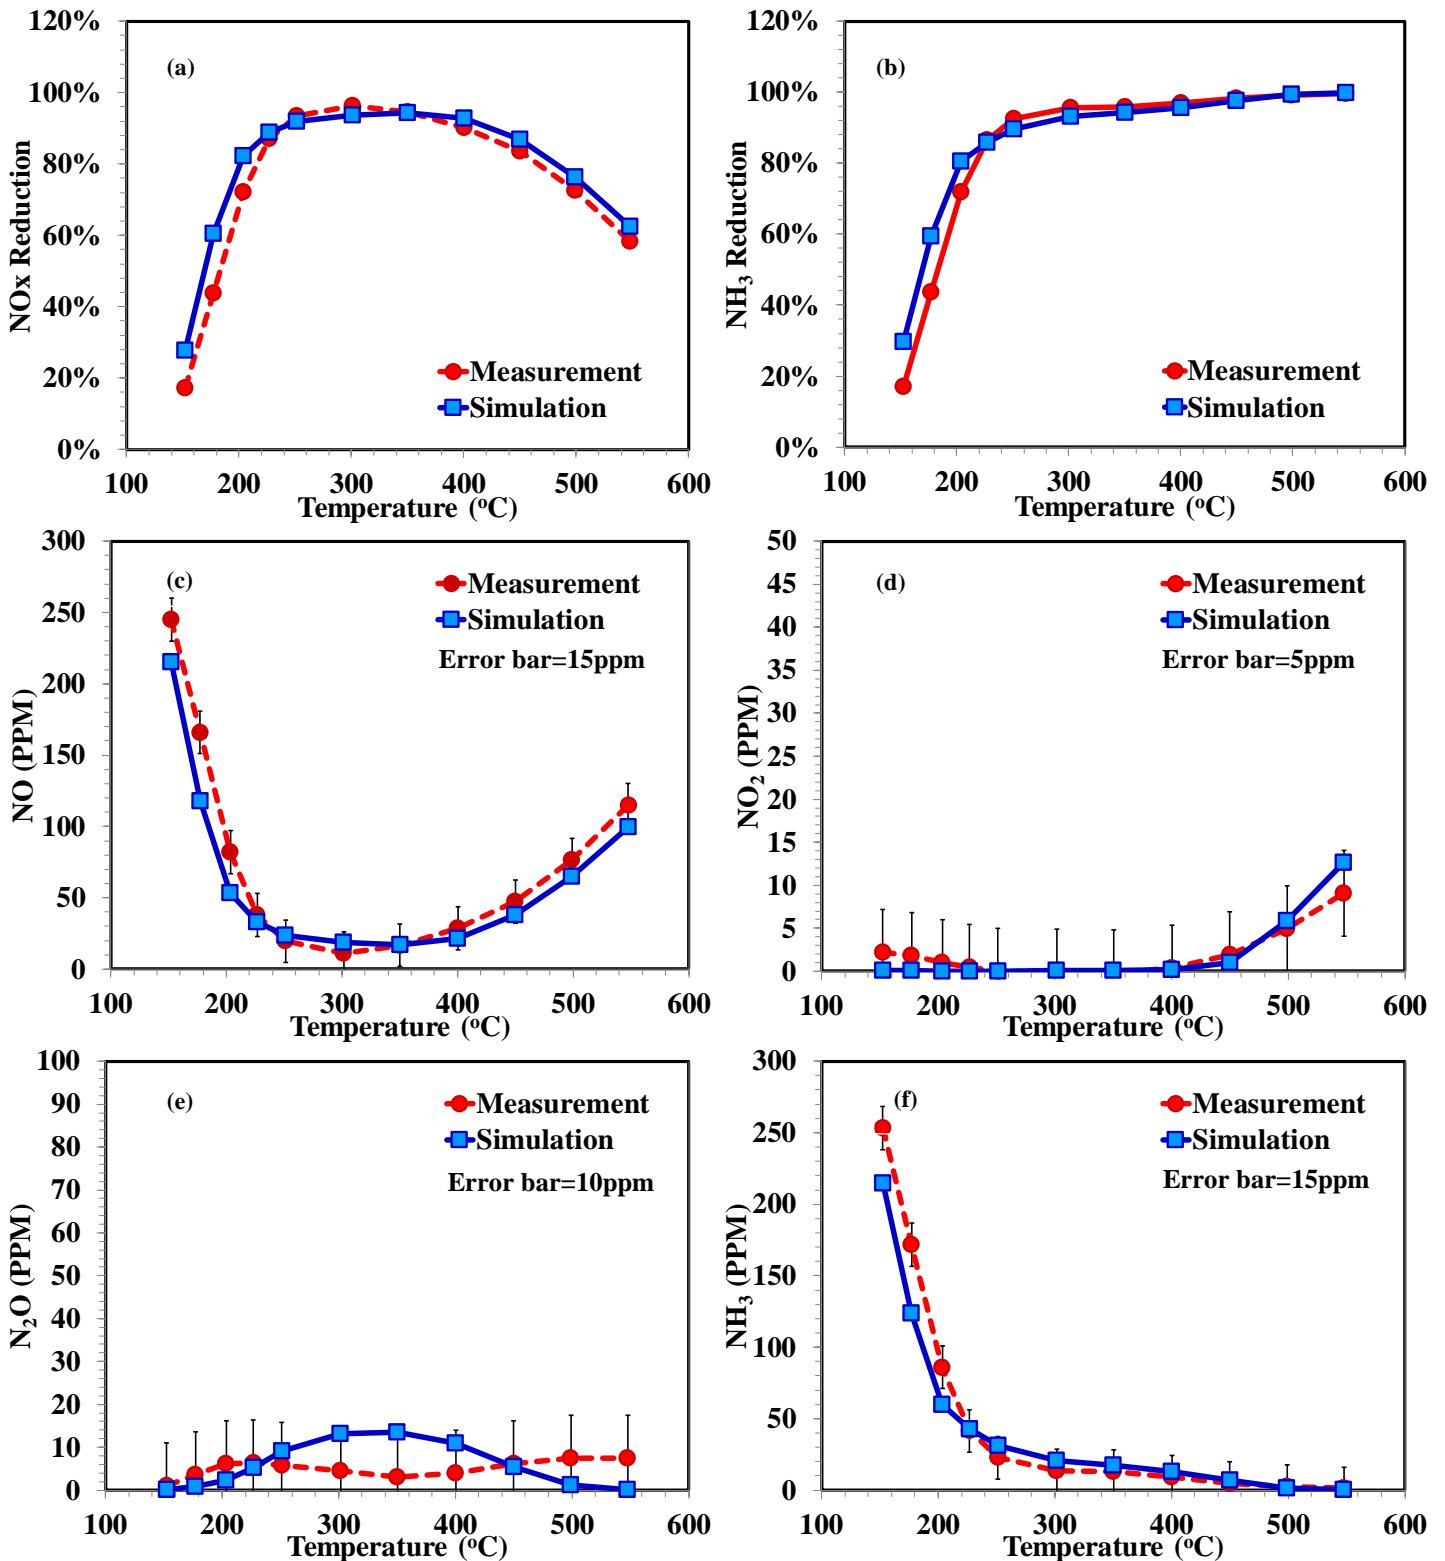 120%
100%
80%
60%
40%
20%
0%
NOx Reduction
(a)
Measurement
Simulation
100 200 300 400 500 600
Temperature (ºC)
120%
100%
80%
60%
40%
20%
0%
NH₃ Reduction
(b)
Measurement
Simulation
100 200 300 400 500 600
Temperature (ºC)
300
250
200
150
100
50
0
NO (PPM)
(c)
Measurement
Simulation
Error bar=15ppm
100 200 300 400 500 600
Temperature (ºC)
50
45
40
35
30
25
20
15
10
5
0
NO₂ (PPM)
(d)
Measurement
Simulation
Error bar=5ppm
100 200 300 400 500 600
Temperature (ºC)
100
90
80
70
60
50
40
30
20
10
0
N₂O (PPM)
(e)
Measurement
Simulation
Error bar=10ppm
100 200 300 400 500 600
Temperature (ºC)
300
250
200
150
100
50
0
NH₃ (PPM)
(f)
Measurement
Simulation
Error bar=15ppm
100 200 300 400 500 600
Temperature (ºC)